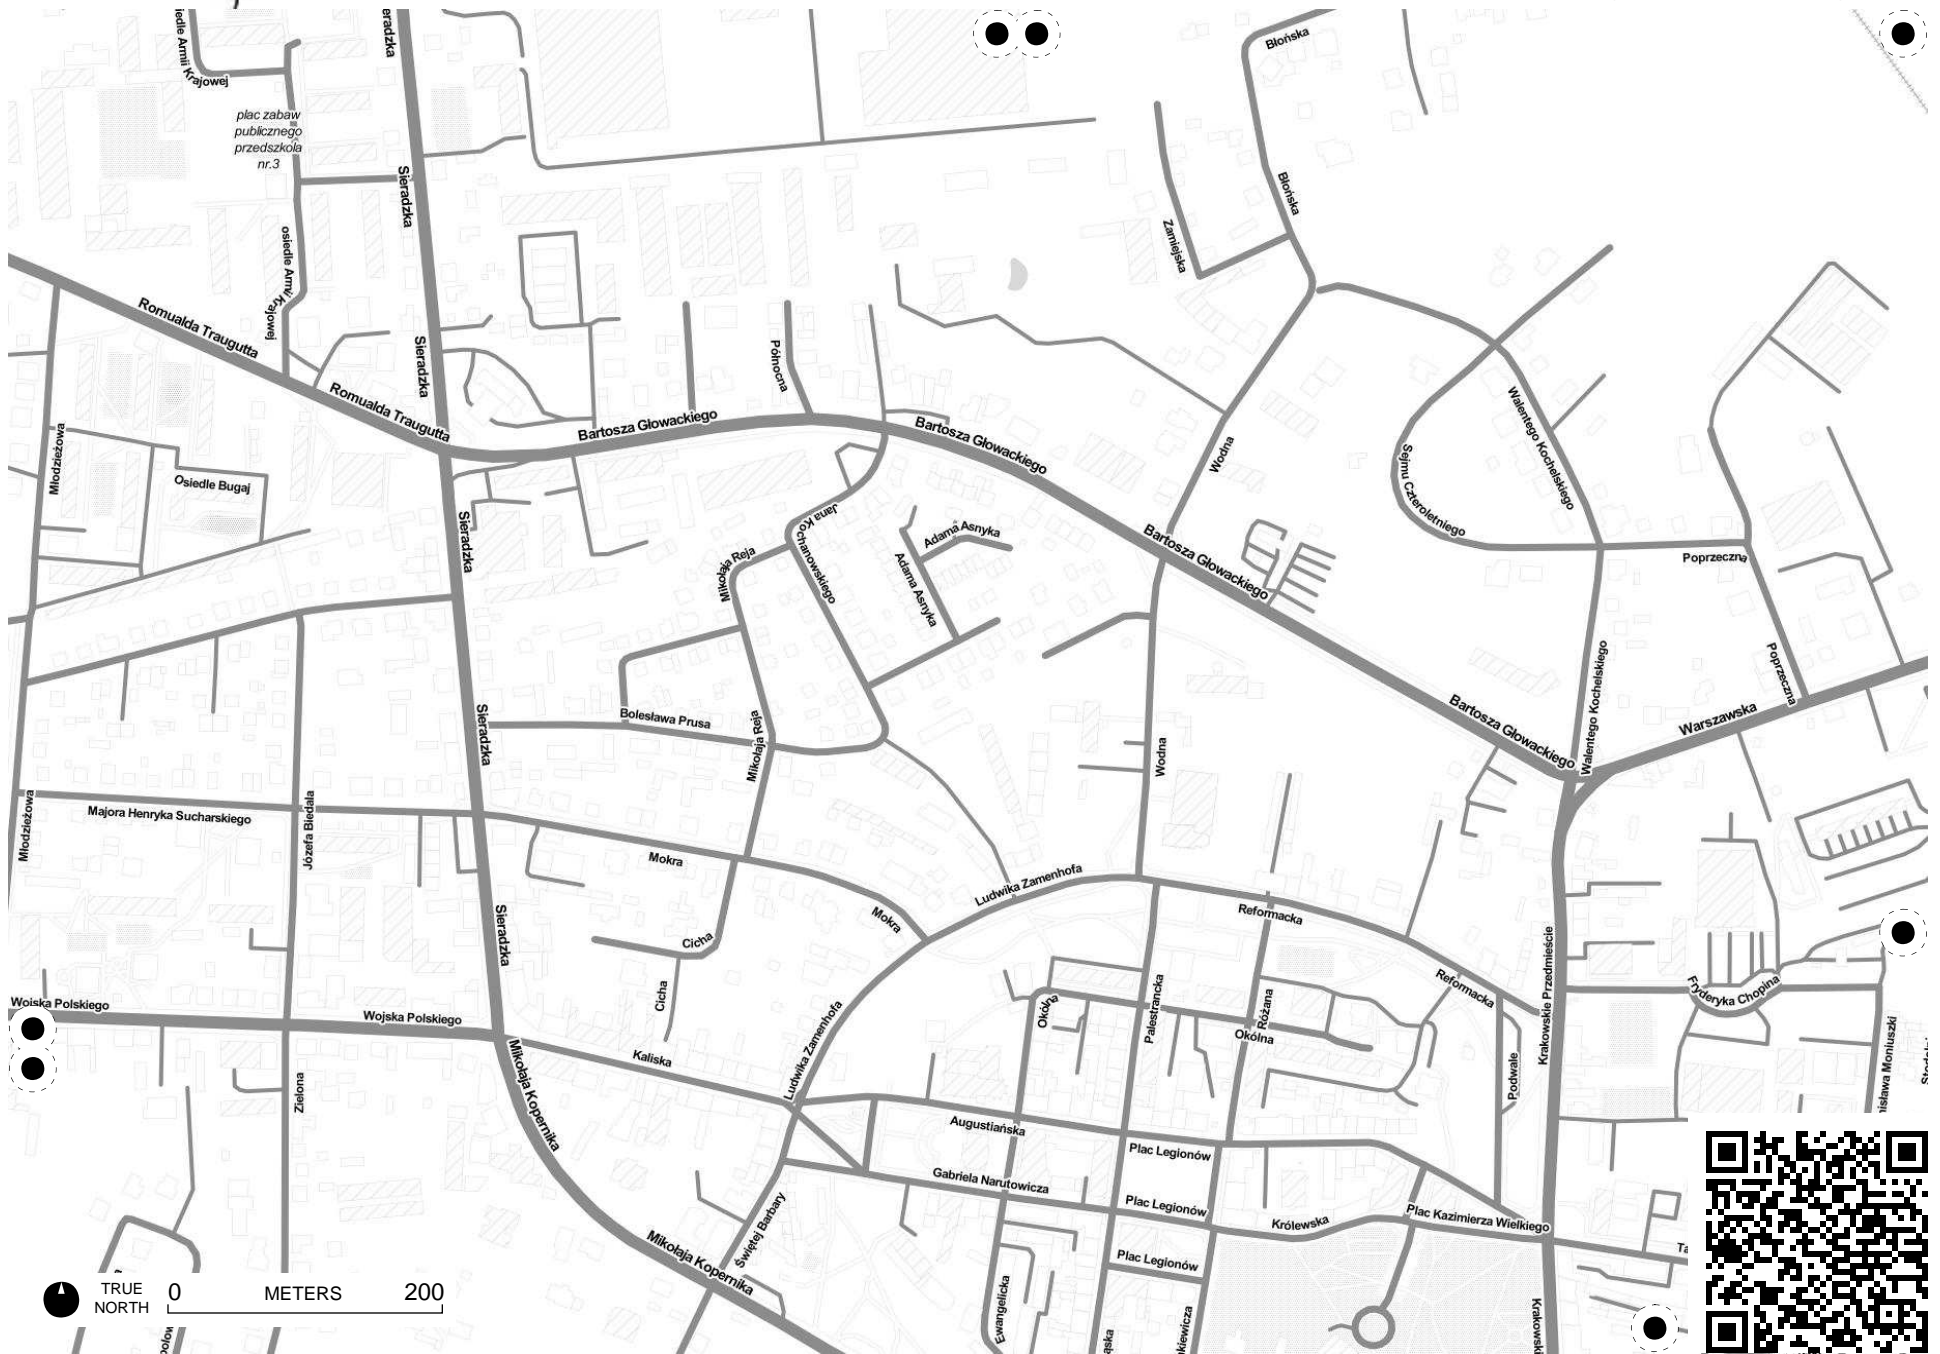 Armii Krajowej
Błońska
plac zabaw
publicznego
przedszkola
nr.3
Sieradzka
Błońska
Zamiejska
osiedle Armii Krajowej
Romualda Traugutta
Sieradzka
Północna
Romualda Traugutta
Bartosza Głowackiego
Bartosza Głowackiego
Walentego Kochelskiego
Wodna
Młodzieżowa
Osiedle Bugaj
Sejmu Czteroletniego
Sieradzka
Jana Kochanowskiego
Adama Asnyka
Adama Asnyka
Mikołaja Reja
Bartosza Głowackiego
Poprzeczna
Walentego Kochelskiego
Poprzeczna
Sieradzka
Bolesława Prusa
Mikołaja Reja
Wodna
Bartosza Głowackiego
Warszawska
Młodzieżowa
Majora Henryka Sucharskiego
Józefa Biedala
Mokra
Ludwika Zamenhofa
Mokra
Reformacka
Sieradzka
Cicha
Krakowskie Przedmieście
Cicha
Reformacka
Fryderyka Chopina
Wojska Polskiego
Wojska Polskiego
Okólna
Palestrancka
Różana
Okólna
Kaliska
Ludwika Zamenhofa
Mikołaja Kopernika
Zielona
Podwale
Augustiańska
Plac Legionów
Gabriela Narutowicza
Plac Legionów
Królewska
Plac Kazimierza Wielkiego
Świętej Barbary
Mikołaja Kopernika
Plac Legionów
Ewangelicka
TRUE
NORTH
0 METERS 200